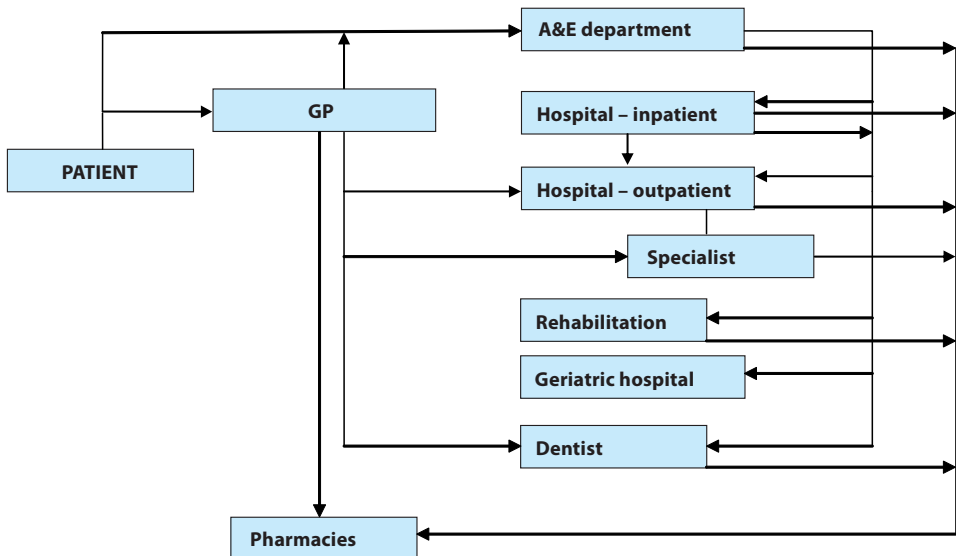 A&E department
GP
Hospital – inpatient
PATIENT
Hospital – outpatient
Specialist
Rehabilitation
Geriatric hospital
Dentist
Pharmacies